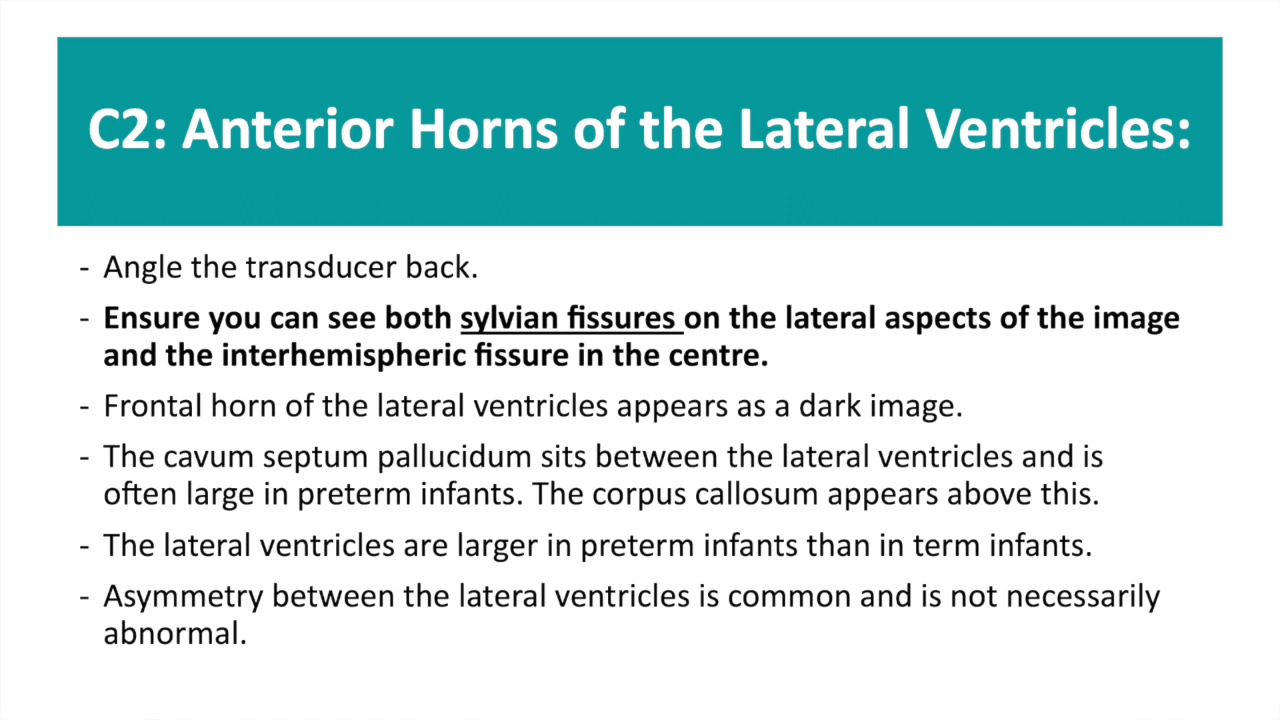 C2: Anterior Horns of the Lateral Ventricles:
- Angle the transducer back.
- Ensure you can see both sylvian fissures on the lateral aspects of the image
and the interhemispheric fissure in the centre.
- Frontal horn of the lateral ventricles appears as a dark image.
- The cavum septum pallucidum sits between the lateral ventricles and is
often large in preterm infants. The corpus callosum appears above this.
- The lateral ventricles are larger in preterm infants than in term infants.
- Asymmetry between the lateral ventricles is common and is not necessarily
abnormal.